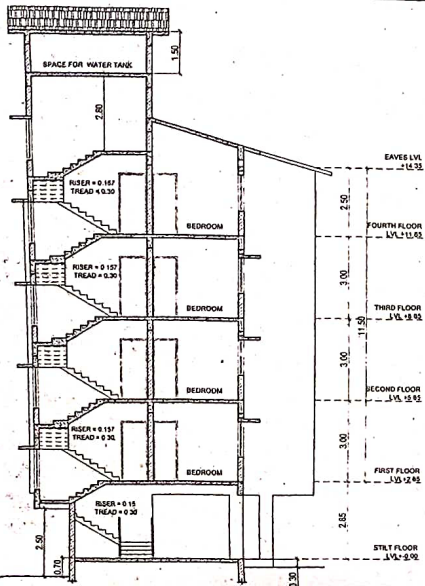 1.50
SPACE FOR WATER TANK
2.80
EAVES LVL
+14.35
RISER = 0.167
TREAD = 0.30
2.50
BEDROOM
FOURTH FLOOR
LVL +11.85
RISER = 0.157
TREAD = 0.30
3.00
BEDROOM
THIRD FLOOR
LVL +8.85
11.50
3.00
BEDROOM
SECOND FLOOR
LVL +5.85
RISER = 0.157
TREAD = 0.30
3.00
BEDROOM
FIRST FLOOR
LVL +2.85
RISER = 0.15
TREAD = 0.30
2.85
2.50
0.70
STILT FLOOR
LVL +-0.00
0.30